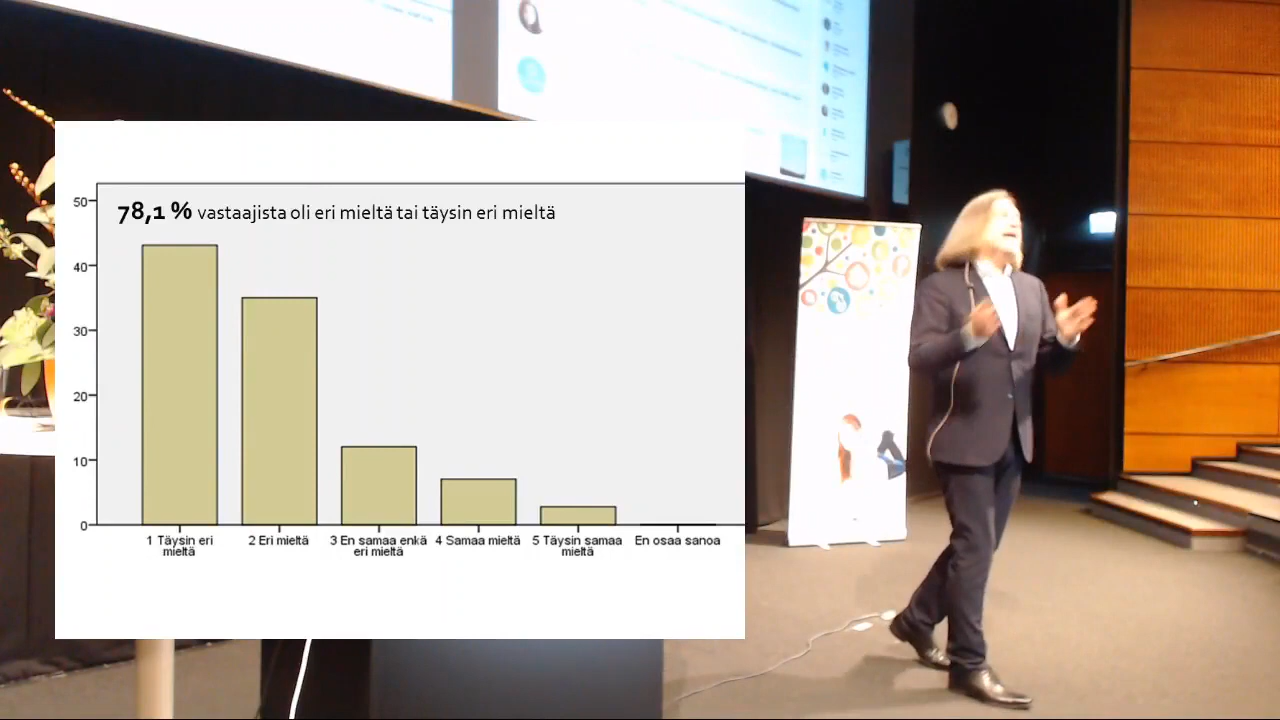 78,1 % vastaajista oli eri mieltä tai täysin eri mieltä
50
40
30
20
10
0
1 Täysin eri
mieltä
2 Eri mieltä
3 En samaa enkä
eri mieltä
4 Samaa mieltä
5 Täysin samaa
mieltä
En osaa sanoa